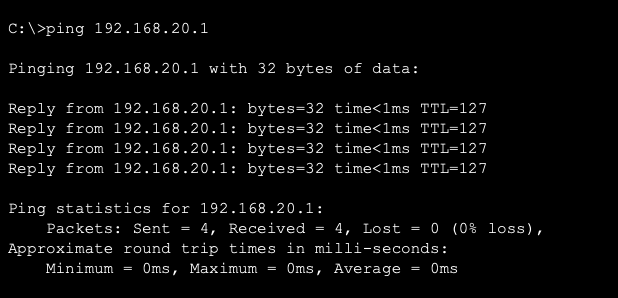 C:\>ping 192.168.20.1
Pinging 192.168.20.1 with 32 bytes of data:
Reply from 192.168.20.1: bytes=32 time<1ms TTL=127
Reply from 192.168.20.1: bytes=32 time<1ms TTL=127
Reply from 192.168.20.1: bytes=32 time<1ms TTL=127
Reply from 192.168.20.1: bytes=32 time<1ms TTL=127
Ping statistics for 192.168.20.1:
Packets: Sent = 4, Received = 4, Lost = 0 (0% loss),
Approximate round trip times in milli-seconds:
Minimum = 0ms, Maximum = 0ms, Average = 0ms